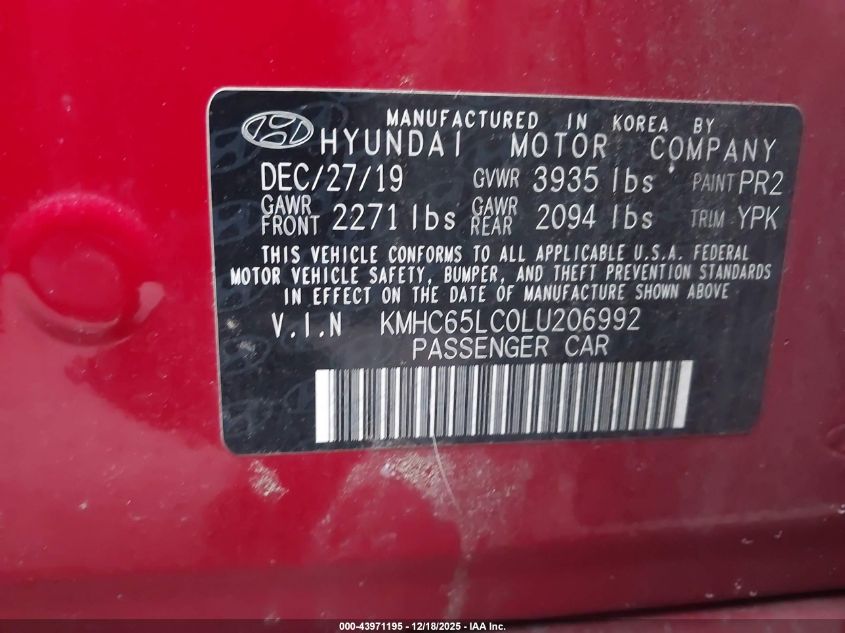 MANUFACTURED IN KOREA BY
HYUNDAI MOTOR COMPANY
DEC/27/19 GVWR 3935 lbs PAINT PR2
GAWR FRONT 2271 lbs GAWR REAR 2094 lbs TRIM YPK
THIS VEHICLE CONFORMS TO ALL APPLICABLE U.S.A. FEDERAL
MOTOR VEHICLE SAFETY, BUMPER, AND THEFT PREVENTION STANDARDS
IN EFFECT ON THE DATE OF MANUFACTURE SHOWN ABOVE
V.I.N KMHC65LC0LU206992
PASSENGER CAR
000-43971195 - 12/18/2025 - IAA Inc.